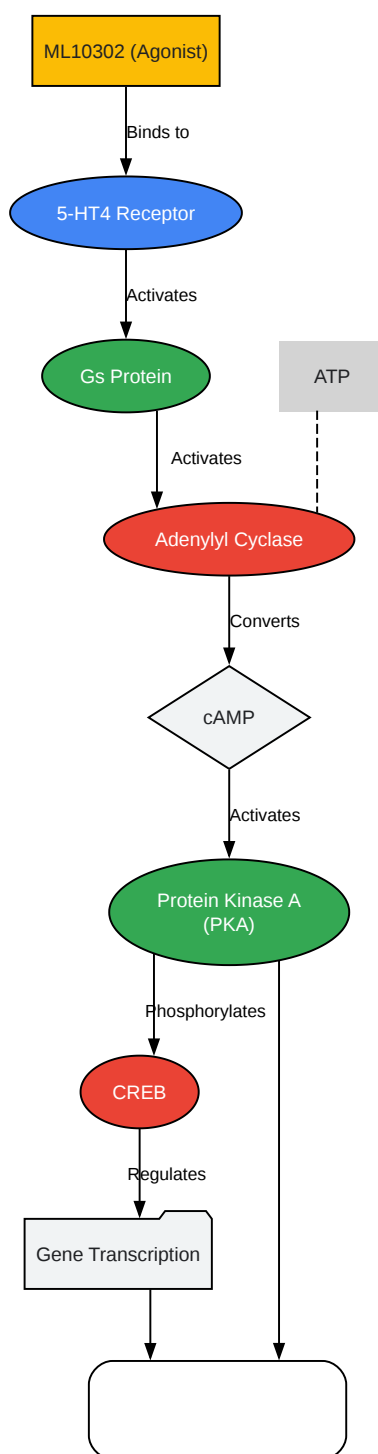 ML10302 (Agonist)
Binds to
5-HT4 Receptor
Activates
Gs Protein
ATP
Activates
Adenylyl Cyclase
Converts
cAMP
Activates
Protein Kinase A
(PKA)
Phosphorylates
CREB
Regulates
Gene Transcription